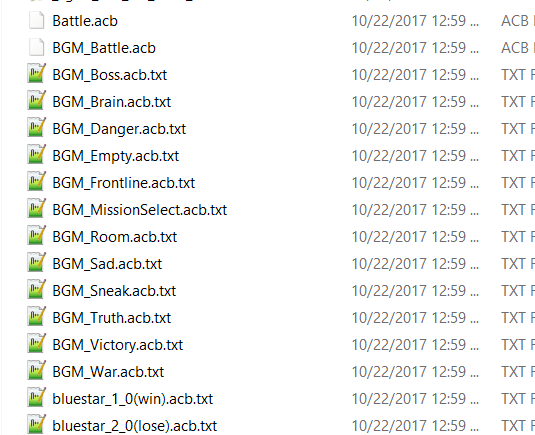 Battle.acb 10/22/2017 12:59 ... ACB
BGM_Battle.acb 10/22/2017 12:59 ... ACB
BGM_Boss.acb.txt 10/22/2017 12:59 ... TXT
BGM_Brain.acb.txt 10/22/2017 12:59 ... TXT
BGM_Danger.acb.txt 10/22/2017 12:59 ... TXT
BGM_Empty.acb.txt 10/22/2017 12:59 ... TXT
BGM_Frontline.acb.txt 10/22/2017 12:59 ... TXT
BGM_MissionSelect.acb.txt 10/22/2017 12:59 ... TXT
BGM_Room.acb.txt 10/22/2017 12:59 ... TXT
BGM_Sad.acb.txt 10/22/2017 12:59 ... TXT
BGM_Sneak.acb.txt 10/22/2017 12:59 ... TXT
BGM_Truth.acb.txt 10/22/2017 12:59 ... TXT
BGM_Victory.acb.txt 10/22/2017 12:59 ... TXT
BGM_War.acb.txt 10/22/2017 12:59 ... TXT
bluestar_1_0(win).acb.txt 10/22/2017 12:59 ... TXT
bluestar_2_0(lose).acb.txt 10/22/2017 12:59 ... TXT